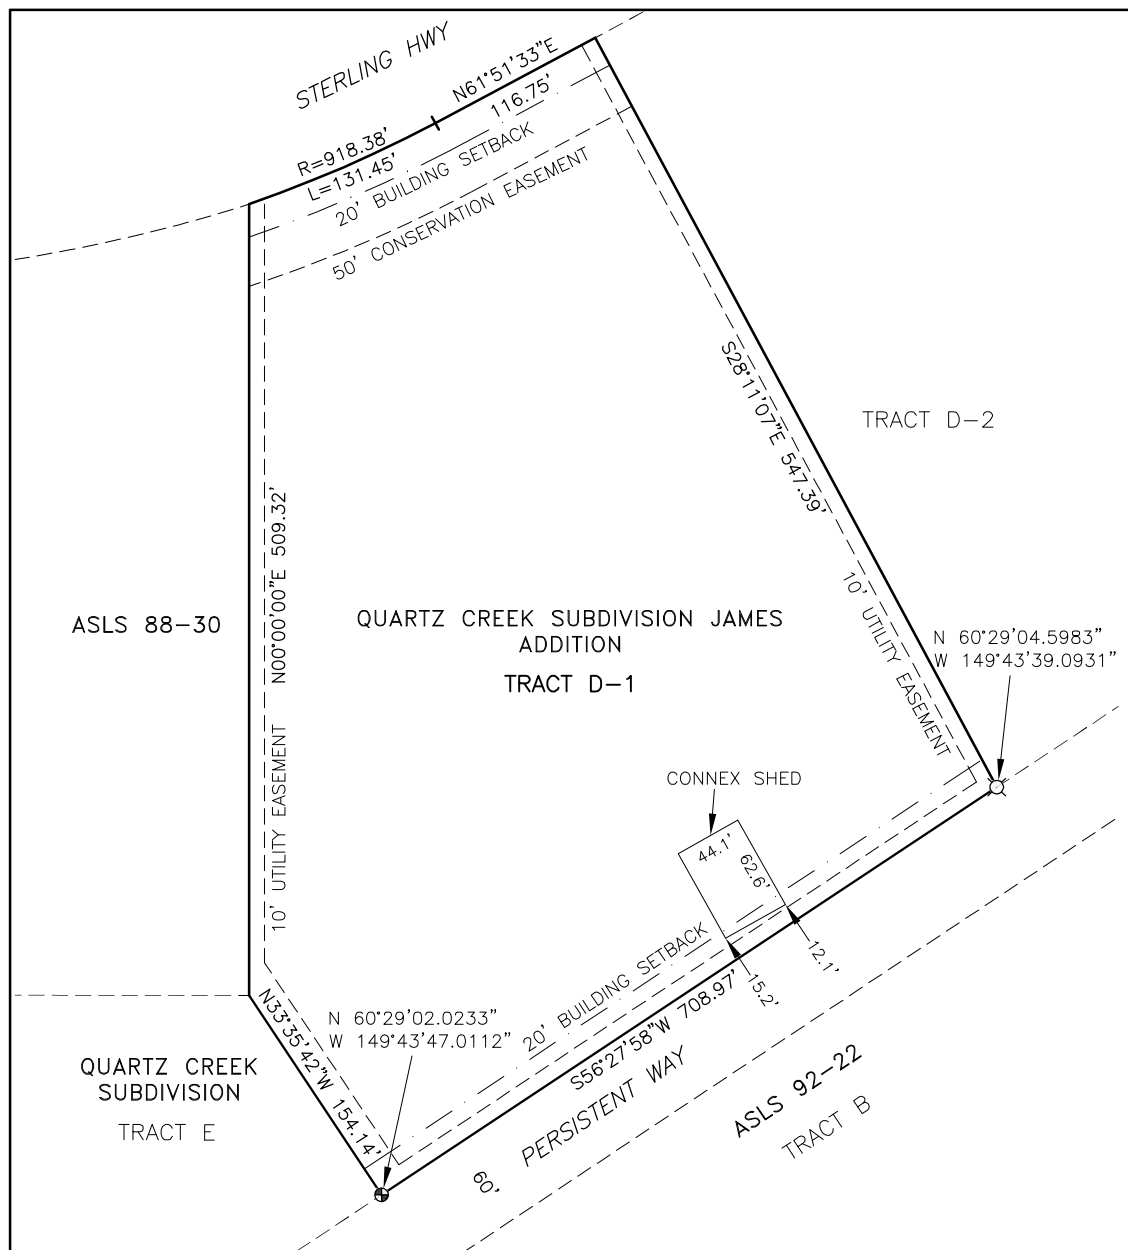 STERLING HWY
N61°51'33"E
116.75'
R=918.38'
L=131.45'
20' BUILDING SETBACK
50' CONSERVATION EASEMENT
S28°11'07"E 547.39'
TRACT D-2
N00°00'00"E 509.32'
10' UTILITY EASEMENT
ASLS 88-30
QUARTZ CREEK SUBDIVISION JAMES
ADDITION
TRACT D-1
10' UTILITY EASEMENT
N 60°29'04.5983"
W 149°43'39.0931"
CONNEX SHED
44.1'
62.6'
12.1'
15.2'
20' BUILDING SETBACK
S56°27'58"W 708.97'
N33°35'42"W 154.14'
N 60°29'02.0233"
W 149°43'47.0112"
QUARTZ CREEK
SUBDIVISION
TRACT E
60'
PERSISTENT WAY
ASLS 92-22
TRACT B